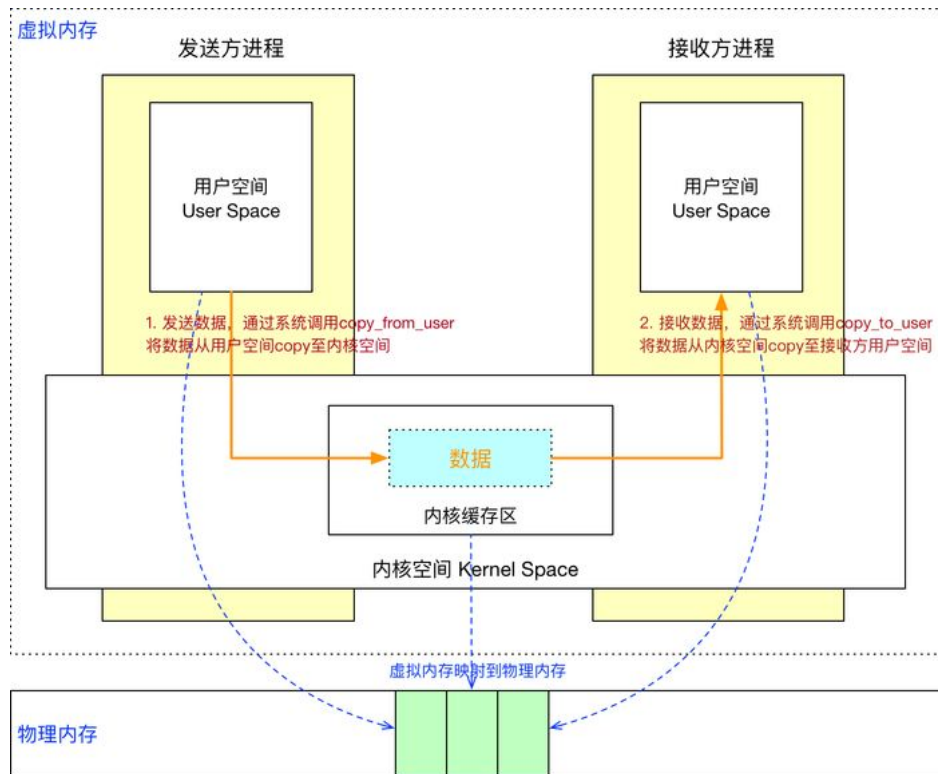 虚拟内存
发送方进程
接收方进程
用户空间
User Space
用户空间
User Space
1. 发送数据，通过系统调用copy_from_user
将数据从用户空间copy至内核空间
2. 接收数据，通过系统调用copy_to_user
将数据从内核空间copy至接收方用户空间
数据
内核缓存区
内核空间 Kernel Space
虚拟内存映射到物理内存
物理内存